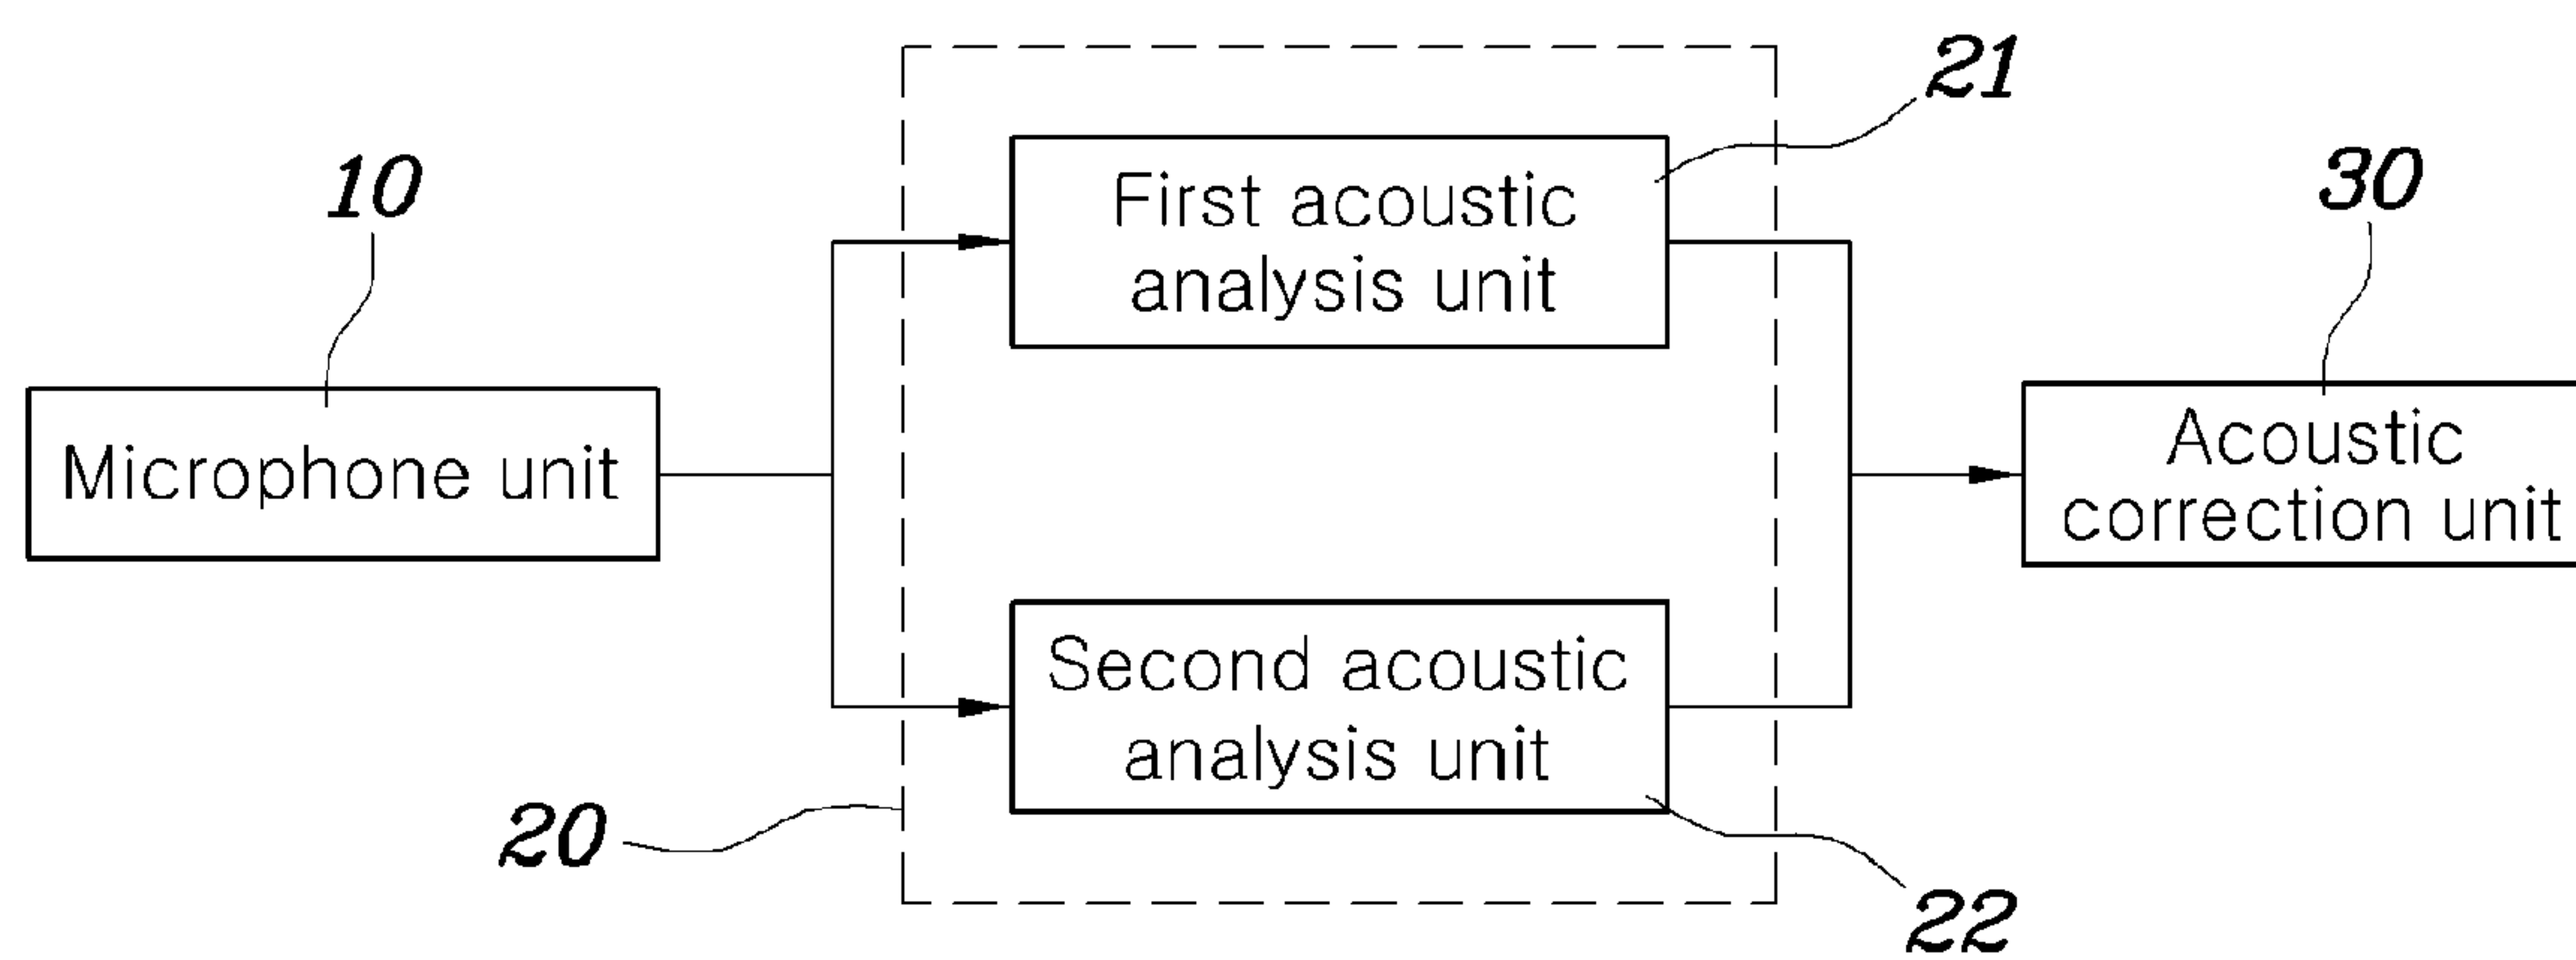 21
10
30
First acoustic
analysis unit
Microphone unit
Acoustic
correction unit
Second acoustic
analysis unit
20
22